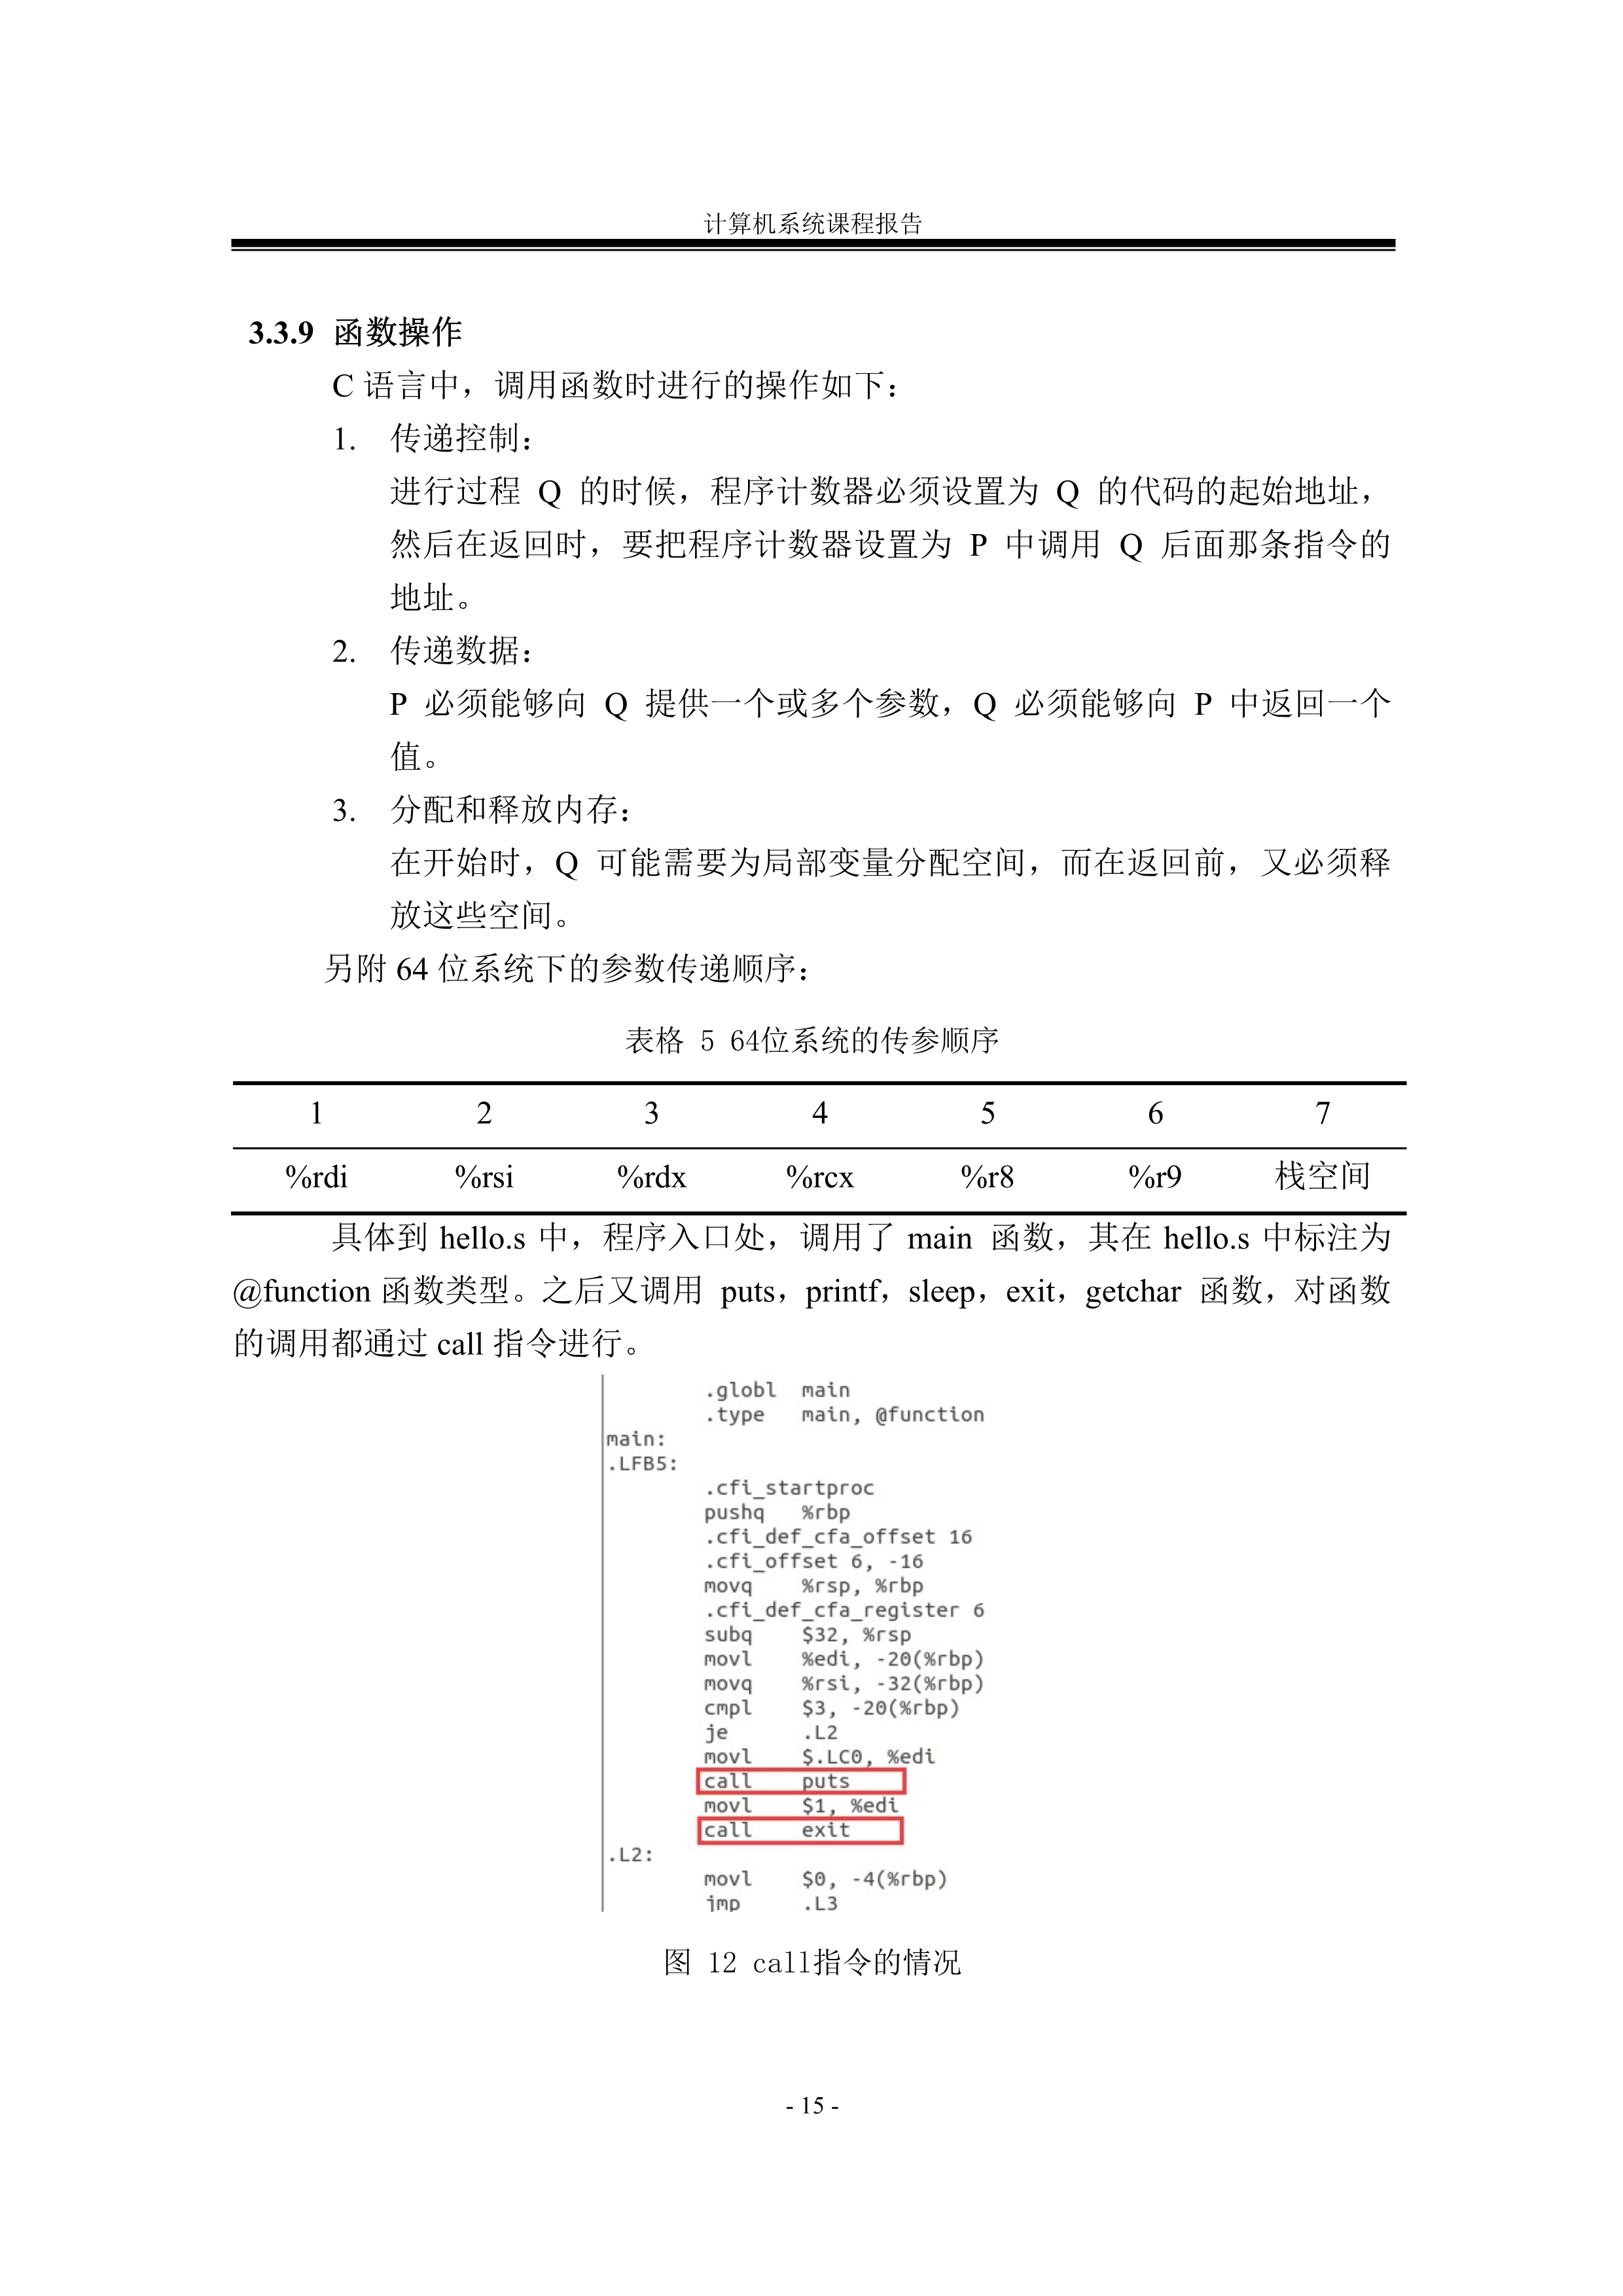 计算机系统课程报告
3.3.9 函数操作
C 语言中，调用函数时进行的操作如下：
1. 传递控制：
进行过程 Q 的时候，程序计数器必须设置为 Q 的代码的起始地址，
然后在返回时，要把程序计数器设置为 P 中调用 Q 后面那条指令的
地址。
2. 传递数据：
P 必须能够向 Q 提供一个或多个参数，Q 必须能够向 P 中返回一个
值。
3. 分配和释放内存：
在开始时，Q 可能需要为局部变量分配空间，而在返回前，又必须释
放这些空间。
另附 64 位系统下的参数传递顺序：
表格 5 64位系统的传参顺序
1 2 3 4 5 6 7
%rdi %rsi %rdx %rcx %r8 %r9 栈空间
具体到 hello.s 中，程序入口处，调用了 main 函数，其在 hello.s 中标注为
@function 函数类型。之后又调用 puts，printf，sleep，exit，getchar 函数，对函数
的调用都通过 call 指令进行。
.globl main
.type main, @function
main:
.LFB5:
.cfi_startproc
pushq %rbp
.cfi_def_cfa_offset 16
.cfi_offset 6, -16
movq %rsp, %rbp
.cfi_def_cfa_register 6
subq $32, %rsp
movl %edi, -20(%rbp)
movq %rsi, -32(%rbp)
cmpl $3, -20(%rbp)
je .L2
movl $.LC0, %edi
call puts
movl $1, %edi
call exit
.L2:
movl $0, -4(%rbp)
jmp .L3
图 12 call指令的情况
- 15 -